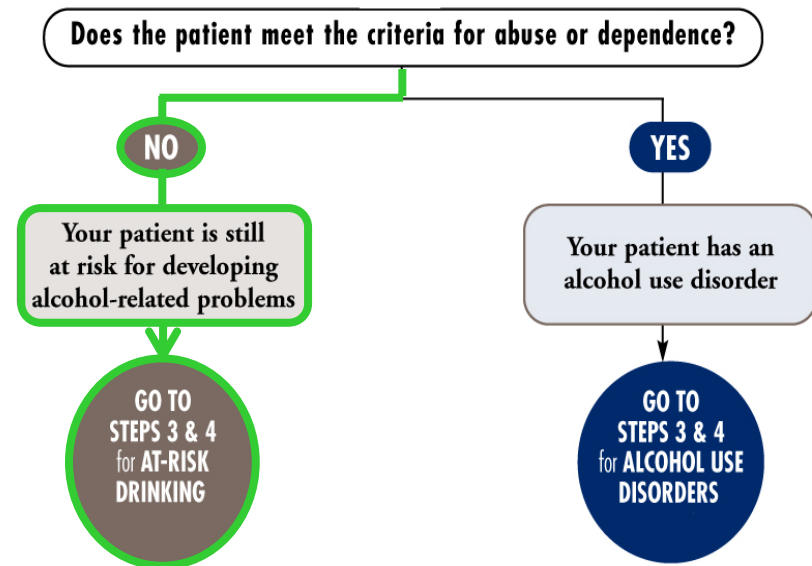 Does the patient meet the criteria for abuse or dependence?
NO
Your patient is still
at risk for developing
alcohol-related problems
GO TO
STEPS 3 & 4
for AT-RISK
DRINKING
YES
Your patient has an
alcohol use disorder
GO TO
STEPS 3 & 4
for ALCOHOL USE
DISORDERS